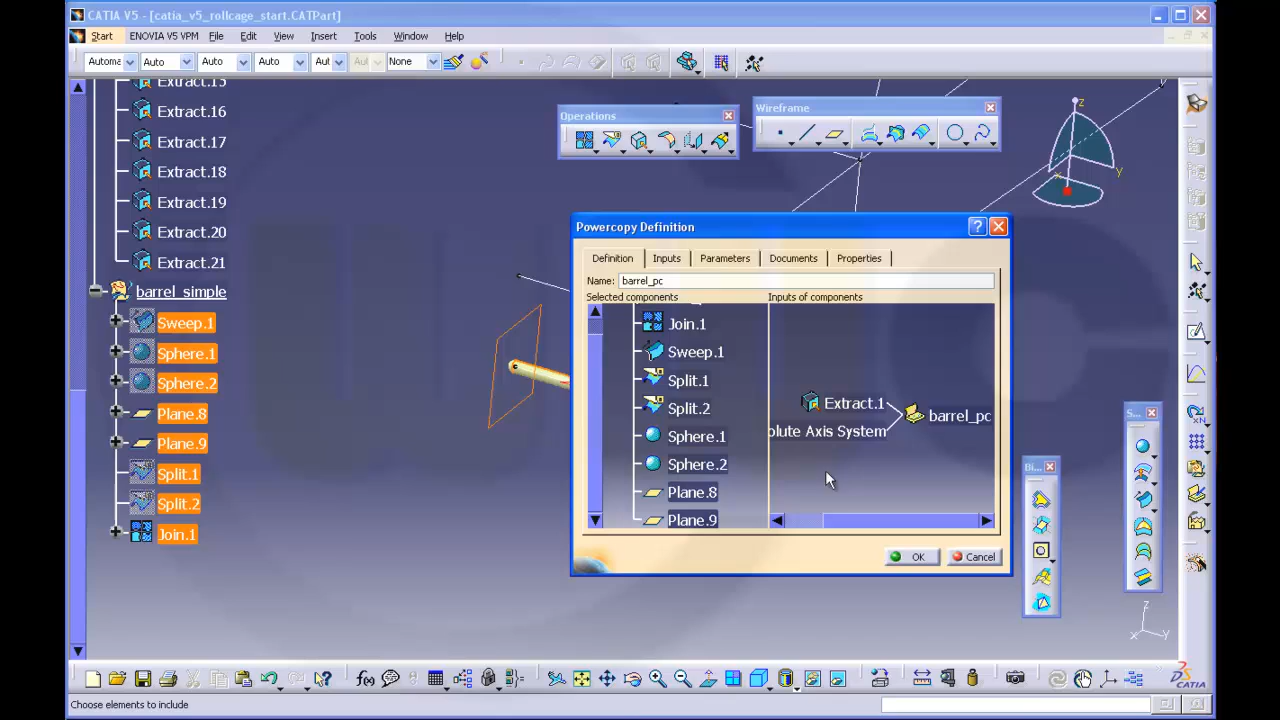 CATIA V5 - [catia_v5_rollcage_start.CATPart]
Start ENOVIA V5 VPM File Edit View Insert Tools Window Help
Automa Auto Auto Auto Aut Aut None
Extract.15
Extract.16
Extract.17
Extract.18
Extract.19
Extract.20
Extract.21
barrel_simple
Sweep.1
Sphere.1
Sphere.2
Plane.8
Plane.9
Split.1
Split.2
Join.1
Operations
Wireframe
z
x
y
Powercopy Definition
Definition Inputs Parameters Documents Properties
Name: barrel_pc
Selected components Inputs of components
Join.1
Sweep.1
Split.1
Split.2
Sphere.1
Sphere.2
Plane.8
Plane.9
Extract.1
olute Axis System
barrel_pc
OK Cancel
S...
Bi...
z
x
y
f(x)
CATIA
Choose elements to include